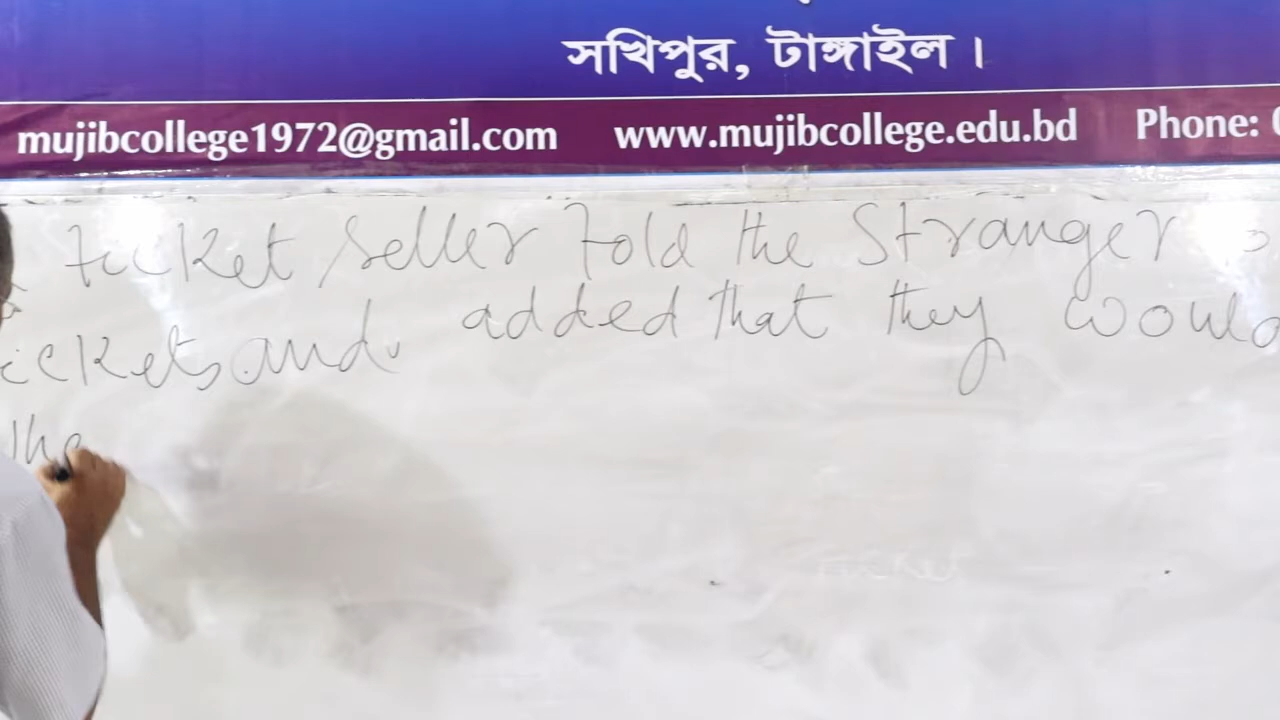 সখিপুর, টাঙ্গাইল।
mujibcollege1972@gmail.com www.mujibcollege.edu.bd Phone:
ticket seller told the stranger
ickets and added that they would
the